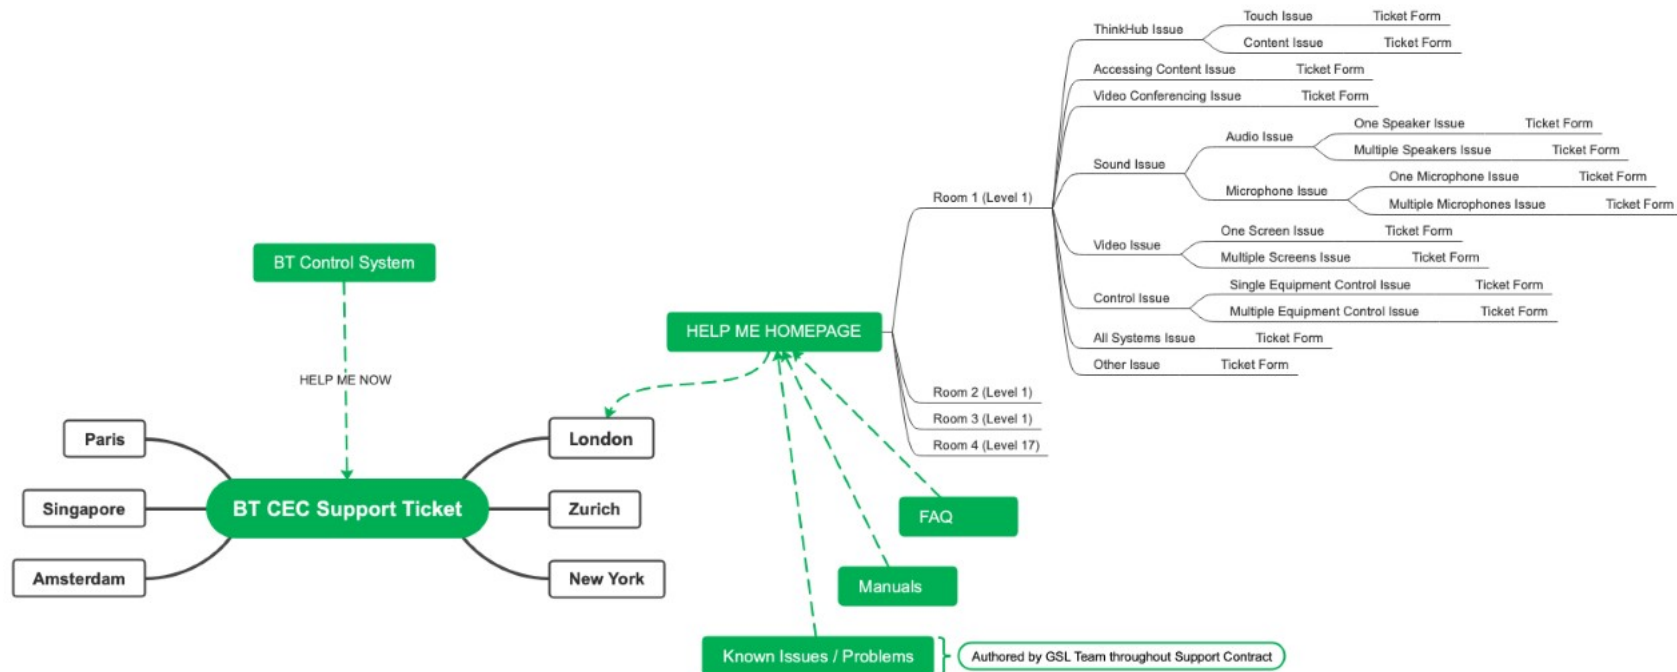 ThinkHub Issue
Touch Issue
Ticket Form
Content Issue
Ticket Form
Accessing Content Issue
Ticket Form
Video Conferencing Issue
Ticket Form
Sound Issue
Audio Issue
One Speaker Issue
Ticket Form
Multiple Speakers Issue
Ticket Form
Microphone Issue
One Microphone Issue
Ticket Form
Multiple Microphones Issue
Ticket Form
Room 1 (Level 1)
Video Issue
One Screen Issue
Ticket Form
Multiple Screens Issue
Ticket Form
Control Issue
Single Equipment Control Issue
Ticket Form
Multiple Equipment Control Issue
Ticket Form
All Systems Issue
Ticket Form
Other Issue
Ticket Form
BT Control System
HELP ME HOMEPAGE
HELP ME NOW
Room 2 (Level 1)
Room 3 (Level 1)
Room 4 (Level 17)
Paris
Singapore
Amsterdam
BT CEC Support Ticket
London
Zurich
New York
FAQ
Manuals
Known Issues / Problems
Authored by GSL Team throughout Support Contract